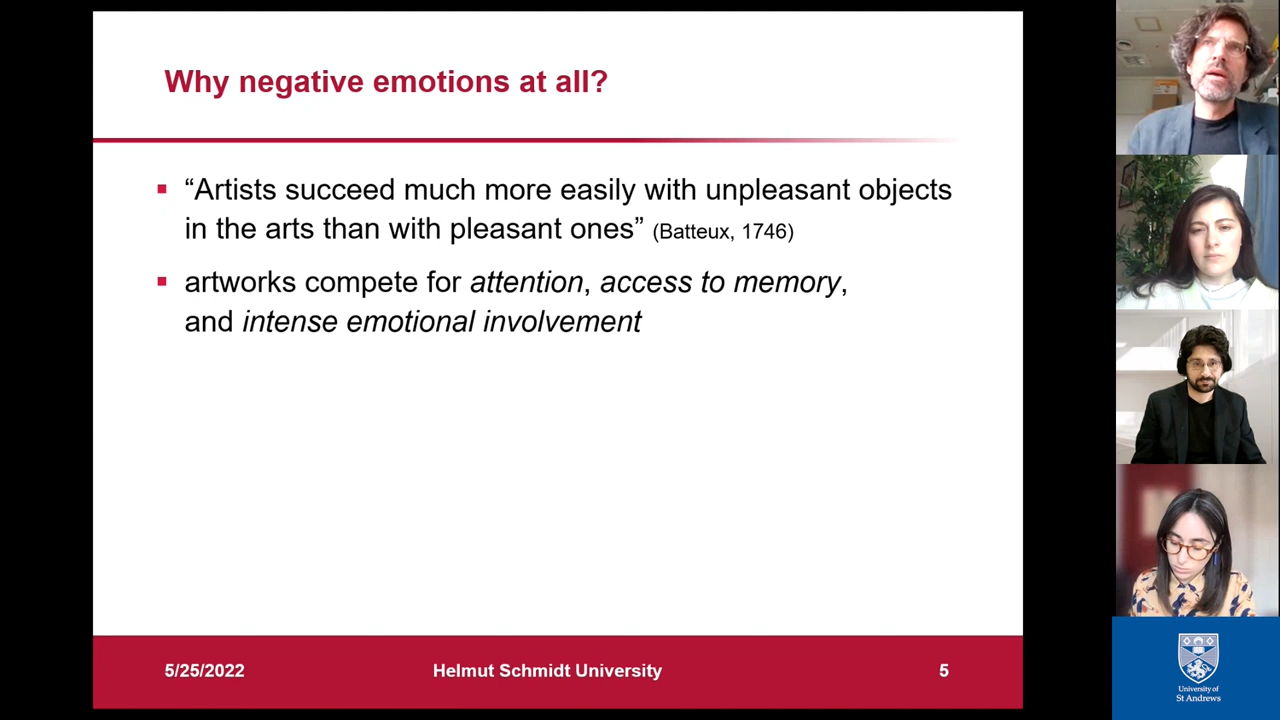 Why negative emotions at all?
“Artists succeed much more easily with unpleasant objects
in the arts than with pleasant ones” (Batteux, 1746)
artworks compete for attention, access to memory,
and intense emotional involvement
5/25/2022 Helmut Schmidt University 5
University of
St Andrews